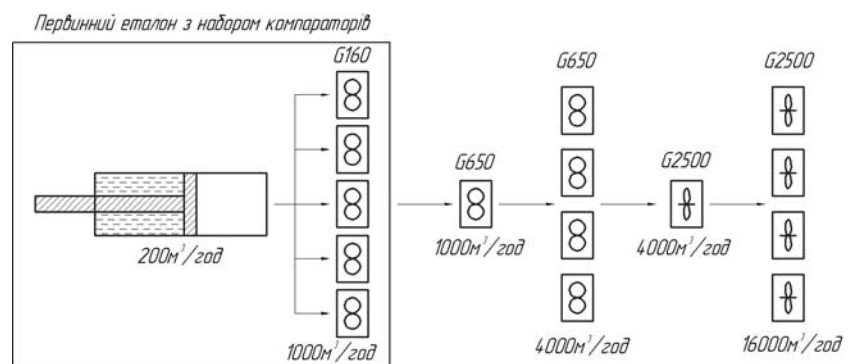 Первинний еталон з набором компараторів
G160
G650
G2500
G650
G2500
200м³/год
1000м³/год
4000м³/год
1000м³/год
4000м³/год
16000м³/год